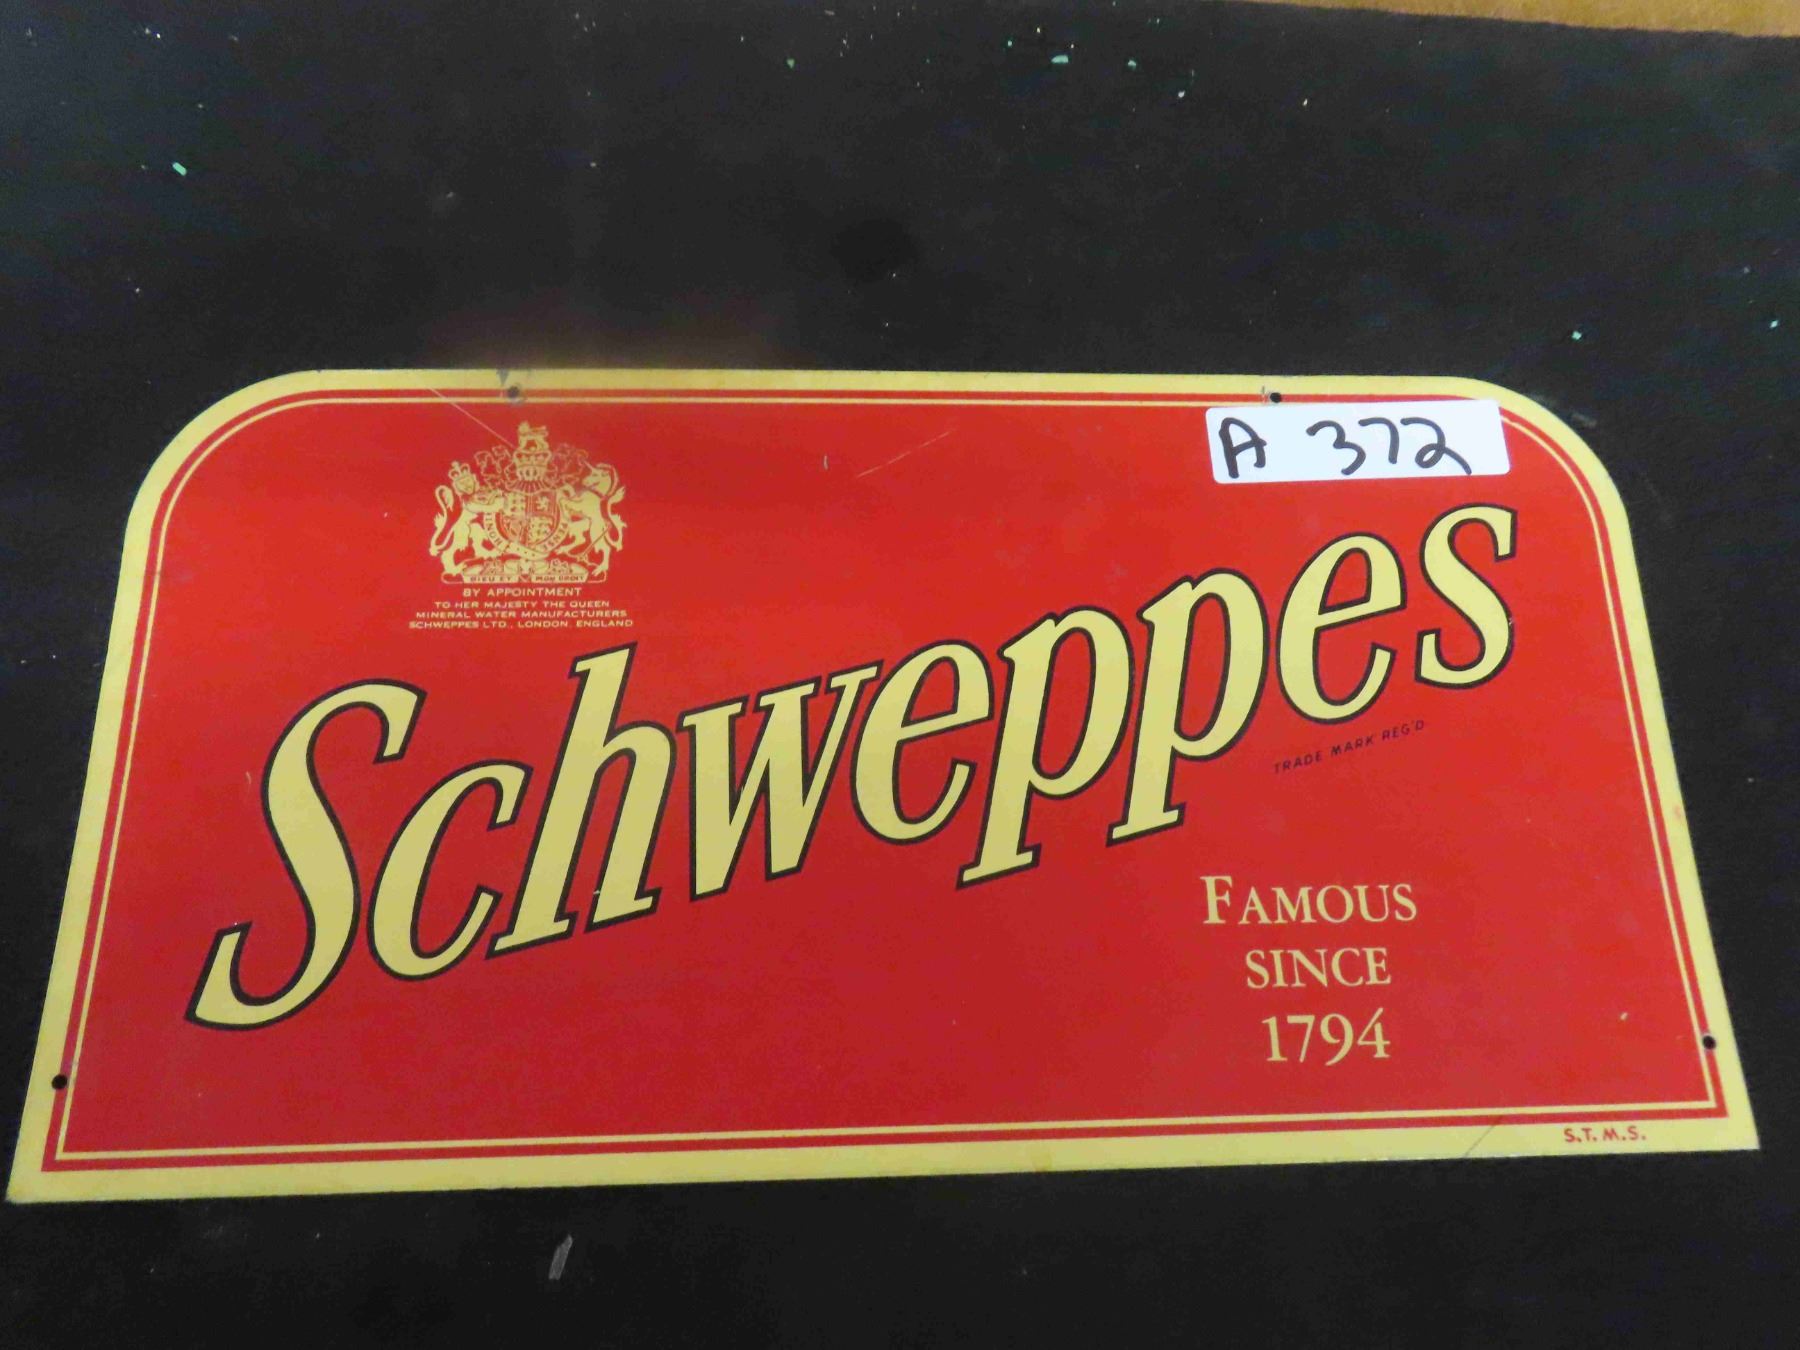 A 372
DIEU ET MON DROIT
BY APPOINTMENT
TO HER MAJESTY THE QUEEN
MINERAL WATER MANUFACTURERS
SCHWEPPES LTD., LONDON, ENGLAND
Schweppes
TRADE MARK REG'D
FAMOUS
SINCE
1794
S.T.M.S.